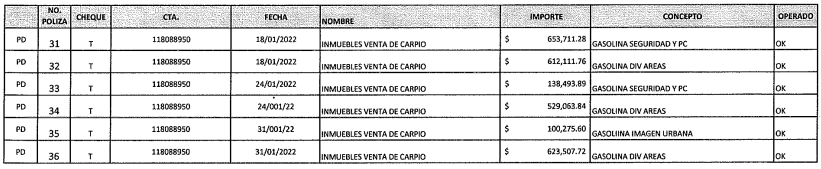 NO. POLIZA CHEQUE CTA. FECHA NOMBRE IMPORTE CONCEPTO OPERADO
PD 31 T 118088950 18/01/2022 INMUEBLES VENTA DE CARPIO $ 653,711.28 GASOLINA SEGURIDAD Y PC OK
PD 32 T 118088950 18/01/2022 INMUEBLES VENTA DE CARPIO $ 612,111.76 GASOLINA DIV AREAS OK
PD 33 T 118088950 24/01/2022 INMUEBLES VENTA DE CARPIO $ 138,493.89 GASOLINA SEGURIDAD Y PC OK
PD 34 T 118088950 24/001/22 INMUEBLES VENTA DE CARPIO $ 529,063.84 GASOLINA DIV AREAS OK
PD 35 T 118088950 31/001/22 INMUEBLES VENTA DE CARPIO $ 100,275.60 GASOLIINA IMAGEN URBANA OK
PD 36 T 118088950 31/01/2022 INMUEBLES VENTA DE CARPIO $ 623,507.72 GASOLINA DIV AREAS OK